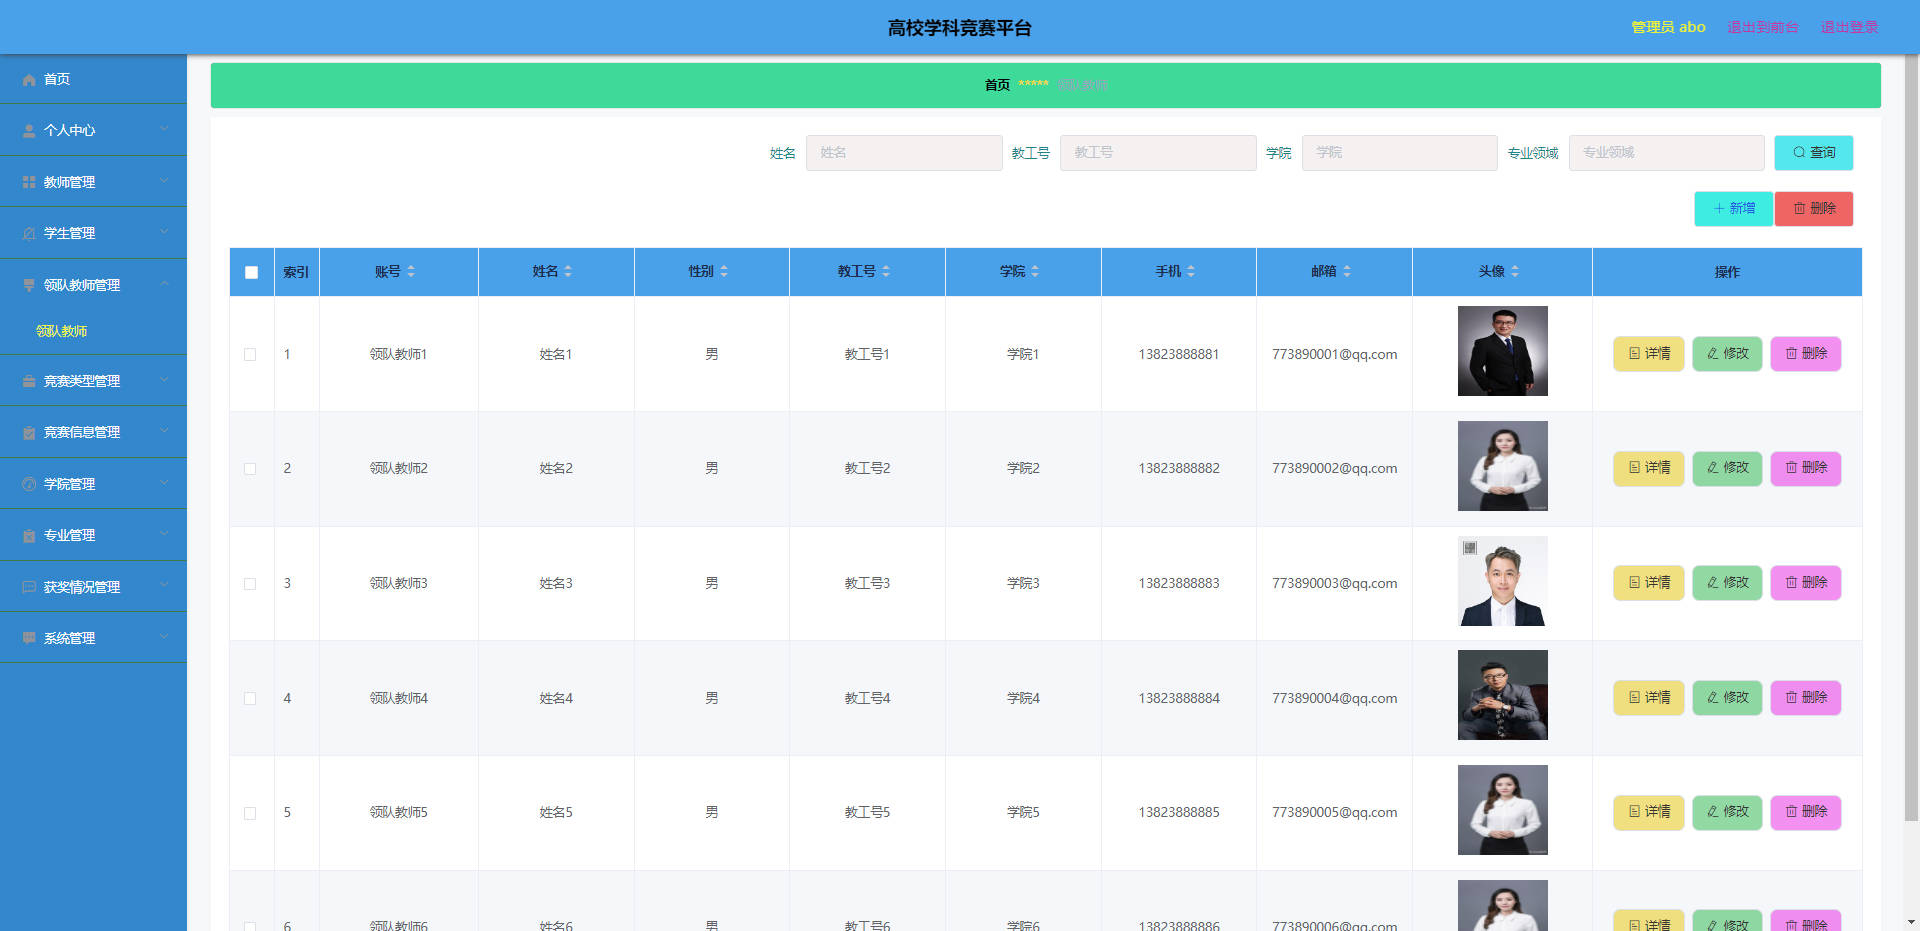 高校学科竞赛平台
管理员 abo 退出到前台 退出登录
首页
个人中心
教师管理
学生管理
领队教师管理
领队教师
竞赛类型管理
竞赛信息管理
学院管理
专业管理
获奖情况管理
系统管理
首页 ***** 领队教师
姓名 姓名 教工号 教工号 学院 学院 专业领域 专业领域 查询
新增 删除
索引 账号 姓名 性别 教工号 学院 手机 邮箱 头像 操作
1 领队教师1 姓名1 男 教工号1 学院1 13823888881 773890001@qq.com 详情 修改 删除
2 领队教师2 姓名2 男 教工号2 学院2 13823888882 773890002@qq.com 详情 修改 删除
3 领队教师3 姓名3 男 教工号3 学院3 13823888883 773890003@qq.com 详情 修改 删除
4 领队教师4 姓名4 男 教工号4 学院4 13823888884 773890004@qq.com 详情 修改 删除
5 领队教师5 姓名5 男 教工号5 学院5 13823888885 773890005@qq.com 详情 修改 删除
6 领队教师6 姓名6 男 教工号6 学院6 13823888886 773890006@qq.com 详情 修改 删除